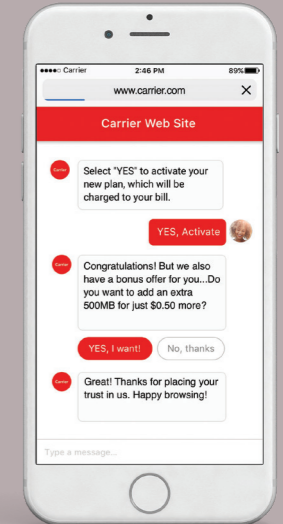 Carrier 2:46 PM 89%
www.carrier.com X
Carrier Web Site
Carrier
Select "YES" to activate your
new plan, which will be
charged to your bill.
YES, Activate
Carrier
Congratulations! But we also
have a bonus offer for you...Do
you want to add an extra
500MB for just $0.50 more?
YES, I want! No, thanks
Carrier
Great! Thanks for placing your
trust in us. Happy browsing!
Type a message...